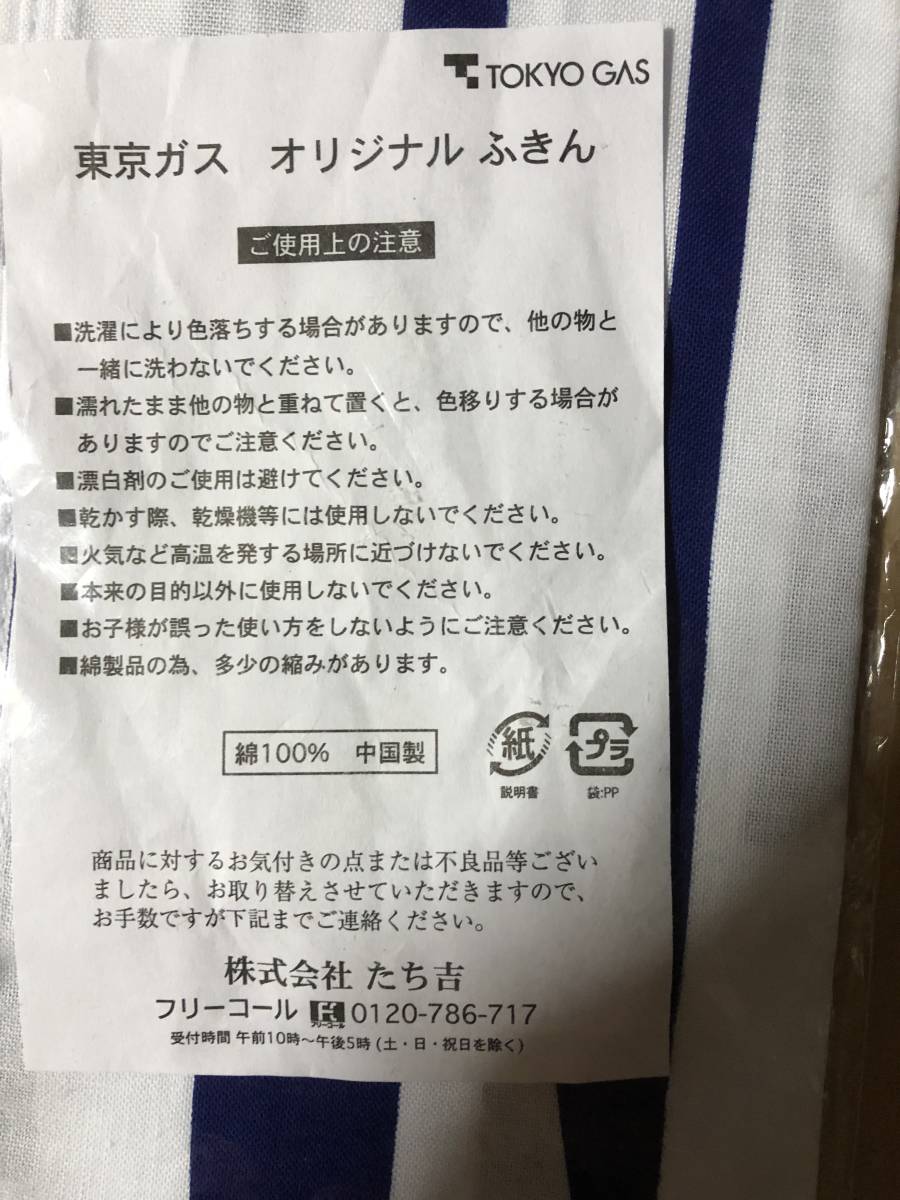 TOKYO GAS
東京ガス　オリジナル ふきん
ご使用上の注意
■洗濯により色落ちする場合がありますので、他の物と
一緒に洗わないでください。
■濡れたまま他の物と重ねて置くと、色移りする場合が
ありますのでご注意ください。
■漂白剤のご使用は避けてください。
■乾かす際、乾燥機等には使用しないでください。
■火気など高温を発する場所に近づけないでください。
■本来の目的以外に使用しないでください。
■お子様が誤った使い方をしないようにご注意ください。
■綿製品の為、多少の縮みがあります。
綿100%　中国製
紙
説明書
プラ
袋:PP
商品に対するお気付きの点または不良品等ござい
ましたら、お取り替えさせていただきますので、
お手数ですが下記までご連絡ください。
株式会社 たち吉
フリーコール フリーコール 0120-786-717
受付時間 午前10時〜午後5時 (土・日・祝日を除く)